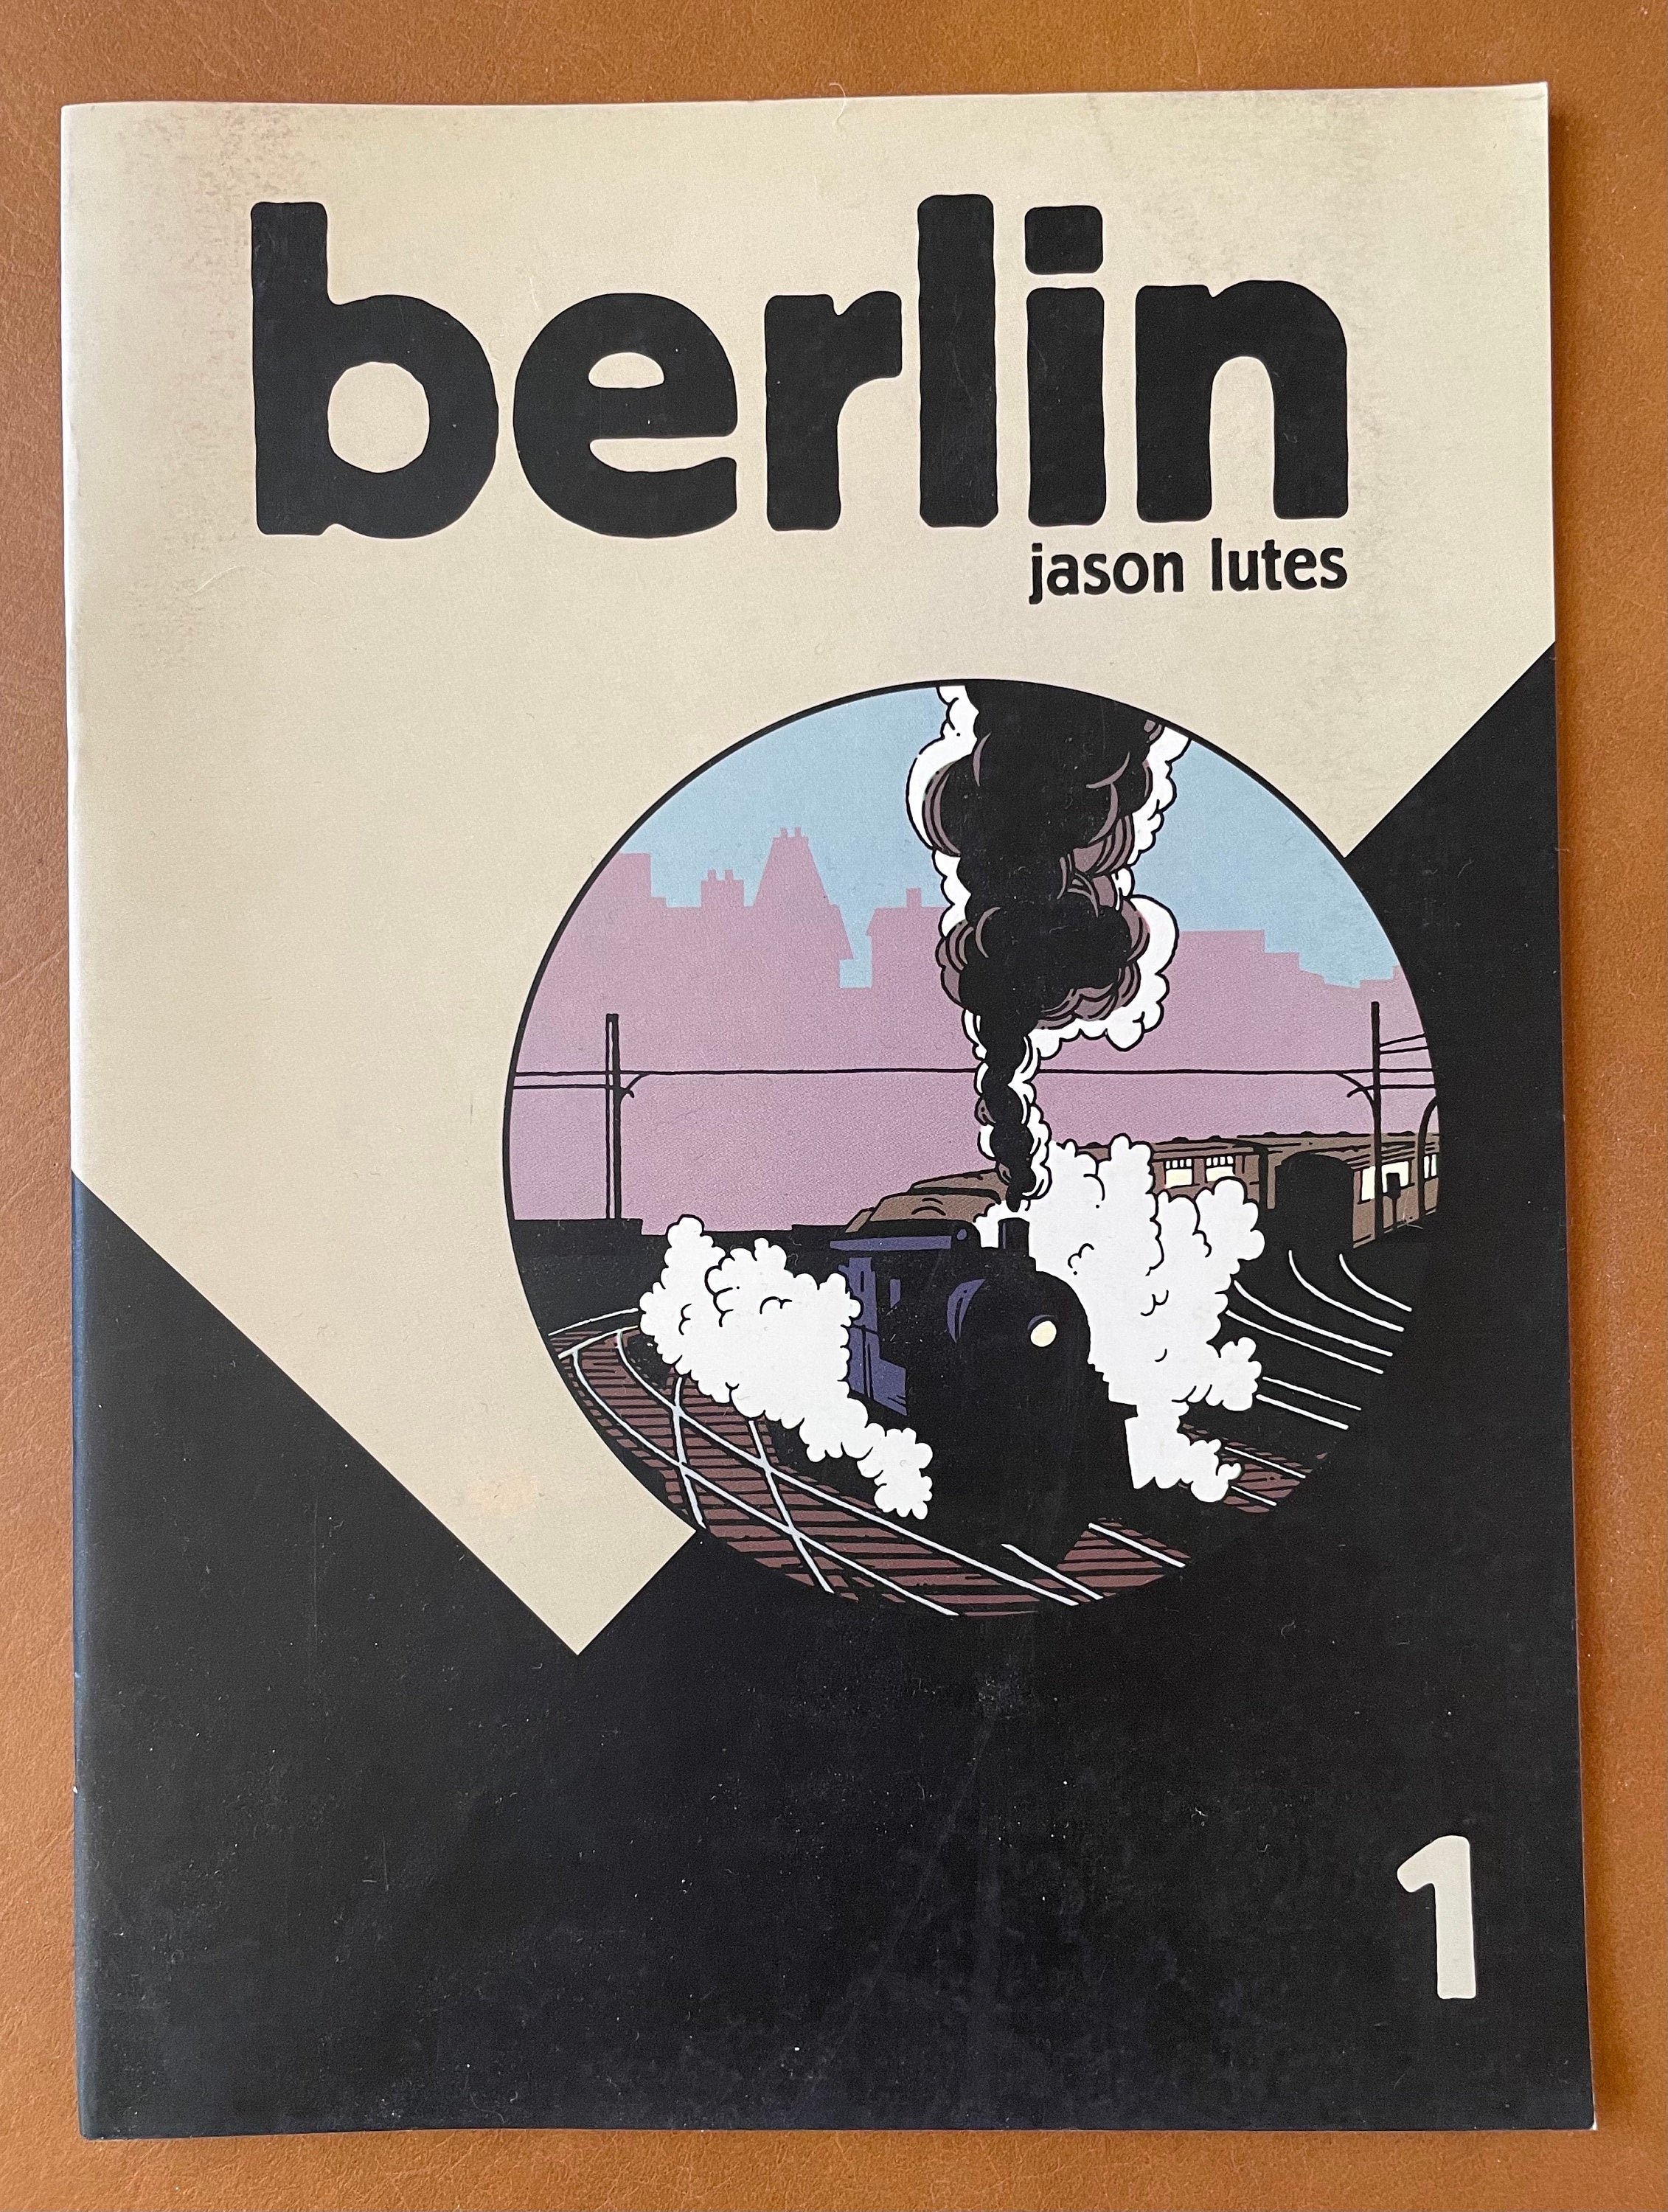 berlin
jason lutes
1